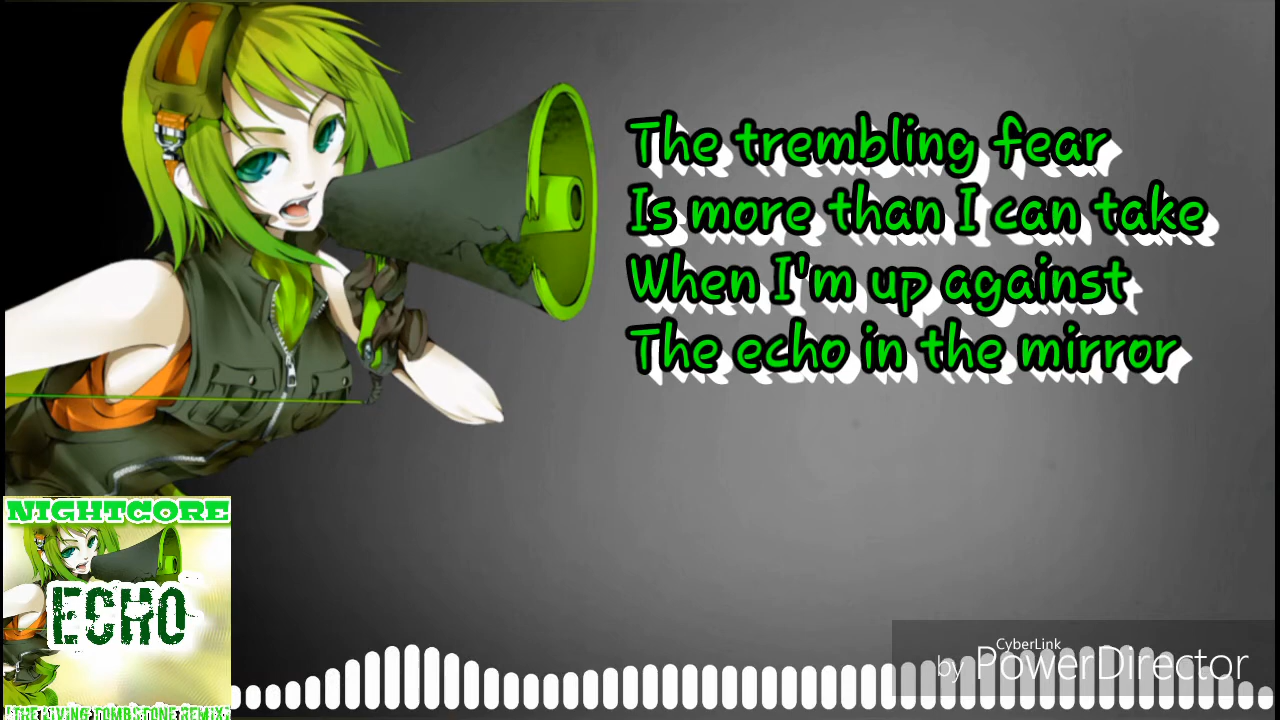 The trembling fear
Is more than I can take
When I'm up against
The echo in the mirror
NIGHTCORE
ECHO
[THE LIVING TOMBSTONE REMIX]
CyberLink
by PowerDirector